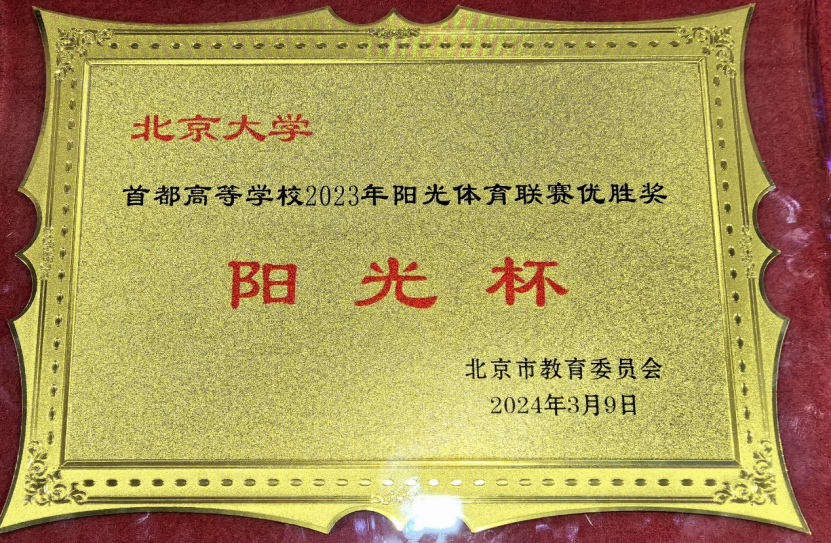 北京大学
首都高等学校2023年阳光体育联赛优胜奖
阳光杯
北京市教育委员会
2024年3月9日